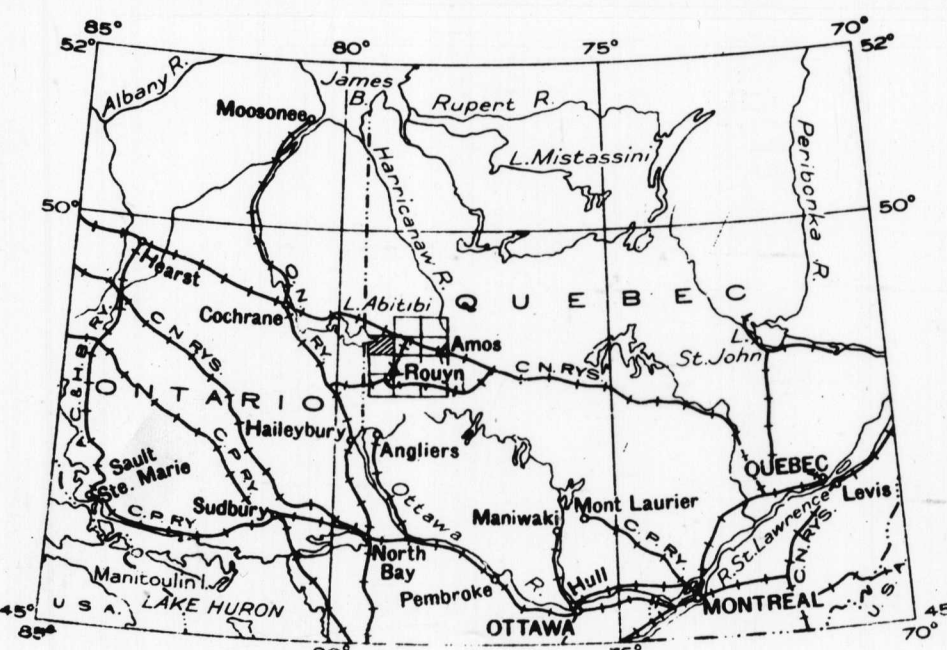 85°
80°
75°
70°
52°
52°
Albany R.
James
B.
Moosonee
Rupert R.
L. Mistassini
Peribonka R.
Harricanaw R.
50°
50°
Hearst
O. N. RY.
L. Abitibi
QUEBEC
Cochrane
RY.
C. N. RYS.
Amos
L.
St. John
A. C. & H. B.
Rouyn
C. N. RYS.
ONTARIO
Haileybury
Angliers
C. P. RY.
Sault
Ste. Marie
QUEBEC
Levis
Sudbury
Ottawa R.
Maniwaki
Mont Laurier
C. P. RY.
C. P. RY.
R. St. Lawrence
C. N. RYS.
North
Bay
Manitoulin I.
Pembroke
Hull
U.S.A.
LAKE HURON
MONTREAL
U.S.A.
45°
OTTAWA
85°
70°